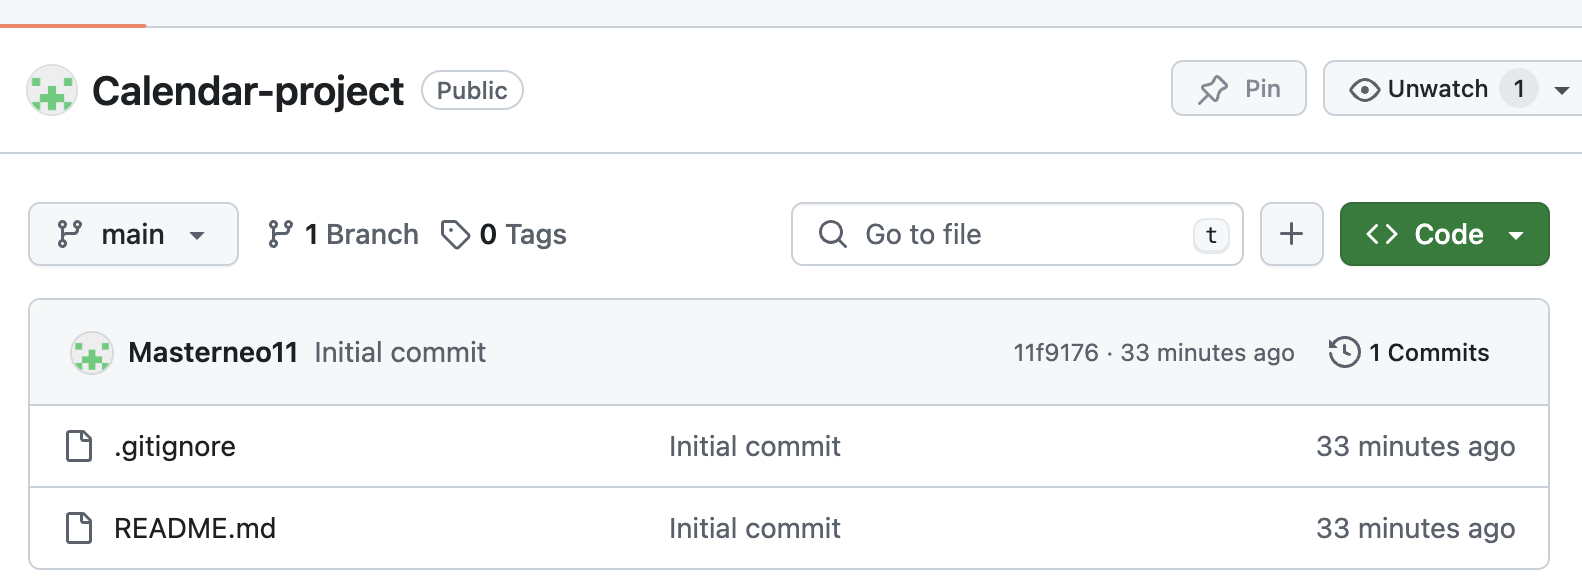 Calendar-project Public Pin Unwatch 1
main 1 Branch 0 Tags Go to file t + Code
Masterneo11 Initial commit 11f9176 · 33 minutes ago 1 Commits
.gitignore Initial commit 33 minutes ago
README.md Initial commit 33 minutes ago